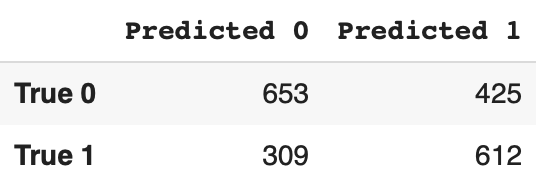 Predicted 0 Predicted 1
True 0 653 425
True 1 309 612